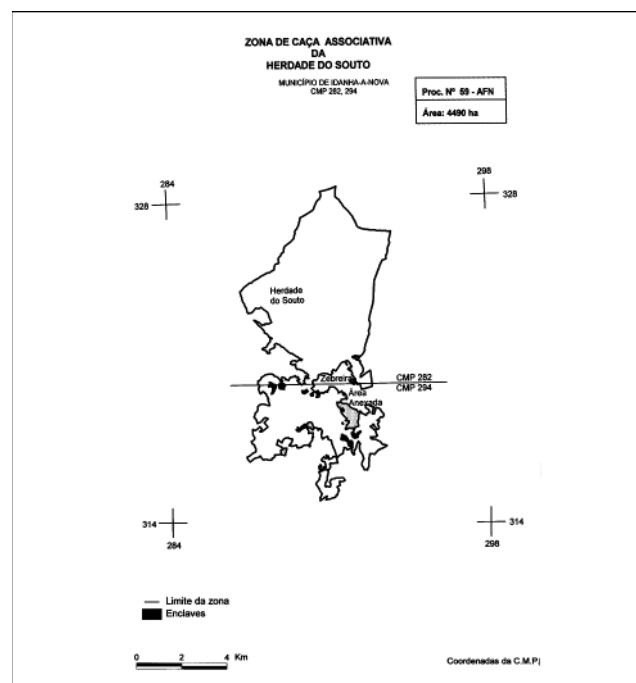 ZONA DE CAÇA ASSOCIATIVA
DA
HERDADE DO SOUTO
MUNICÍPIO DE IDANHA-A-NOVA
CMP 282, 294
Proc. Nº 59 - AFN
Área: 4490 ha
284
328
298
328
Herdade
do Souto
Zebreira
CMP 282
CMP 294
Área
Anexada
314
284
314
298
Limite da zona
Enclaves
0 2 4 Km
Coordenadas da C.M.P